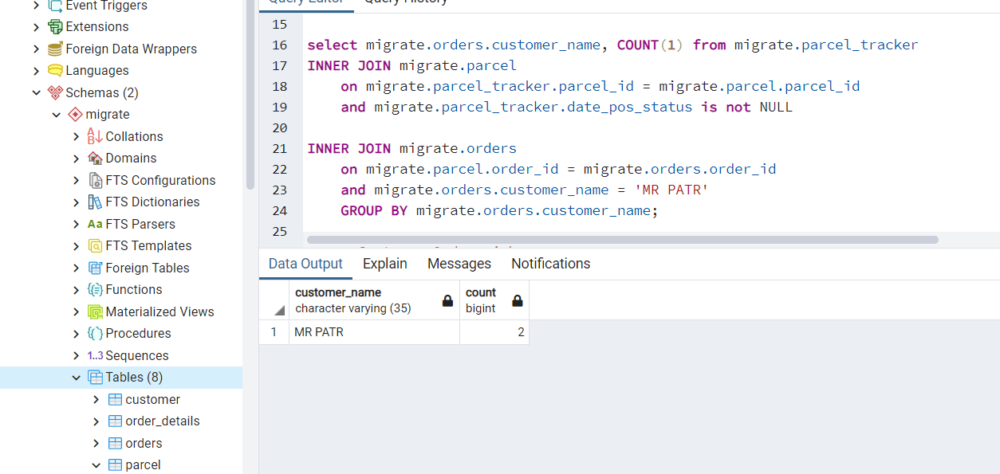 Event Triggers
Extensions
Foreign Data Wrappers
Languages
Schemas (2)
migrate
Collations
Domains
FTS Configurations
FTS Dictionaries
Aa FTS Parsers
FTS Templates
Foreign Tables
Functions
Materialized Views
Procedures
1..3 Sequences
Tables (8)
customer
order_details
orders
parcel
Query Editor Query History
15
16 select migrate.orders.customer_name, COUNT(1) from migrate.parcel_tracker
17 INNER JOIN migrate.parcel
18 on migrate.parcel_tracker.parcel_id = migrate.parcel.parcel_id
19 and migrate.parcel_tracker.date_pos_status is not NULL
20
21 INNER JOIN migrate.orders
22 on migrate.parcel.order_id = migrate.orders.order_id
23 and migrate.orders.customer_name = 'MR PATR'
24 GROUP BY migrate.orders.customer_name;
25
Data Output Explain Messages Notifications
customer_name count
character varying (35) bigint
1 MR PATR 2